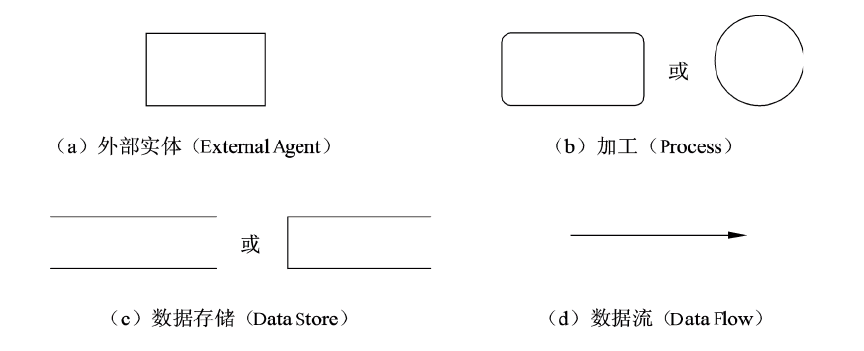 或
（a）外部实体（External Agent）
（b）加工（Process）
或
（c）数据存储（Data Store）
（d）数据流（Data Flow）